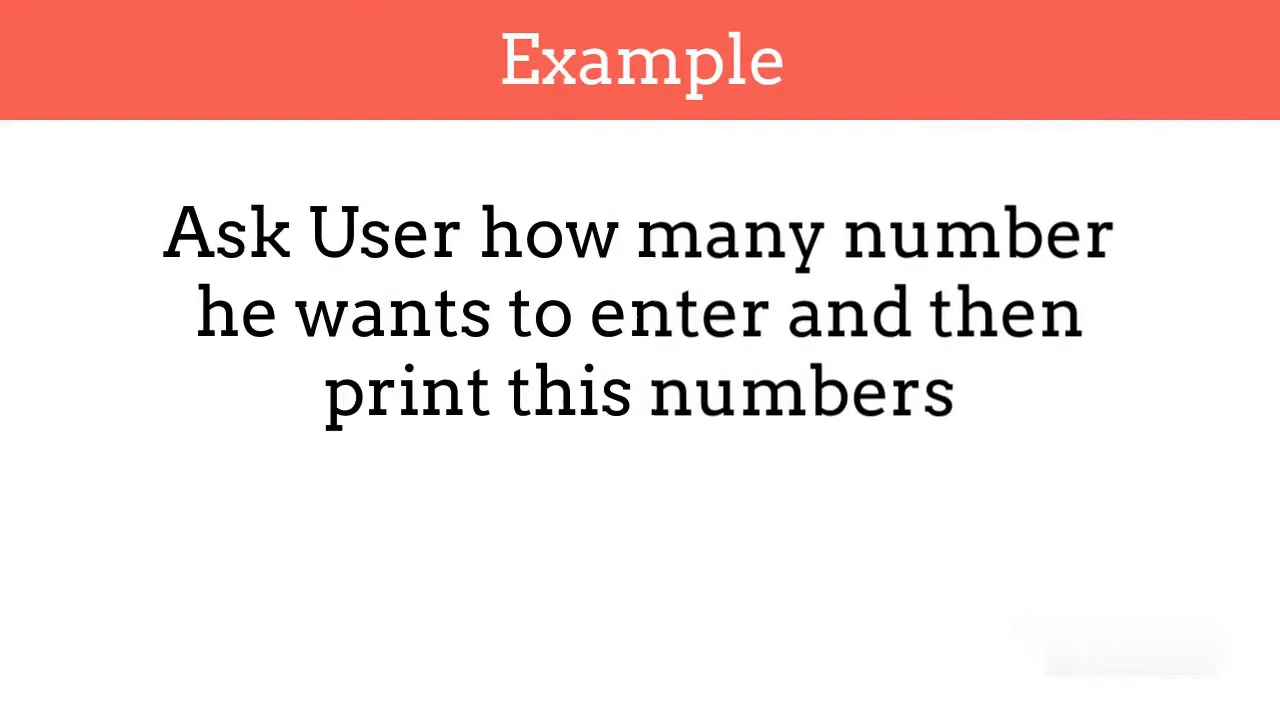 Example
Ask User how many number
he wants to enter and then
print this numbers